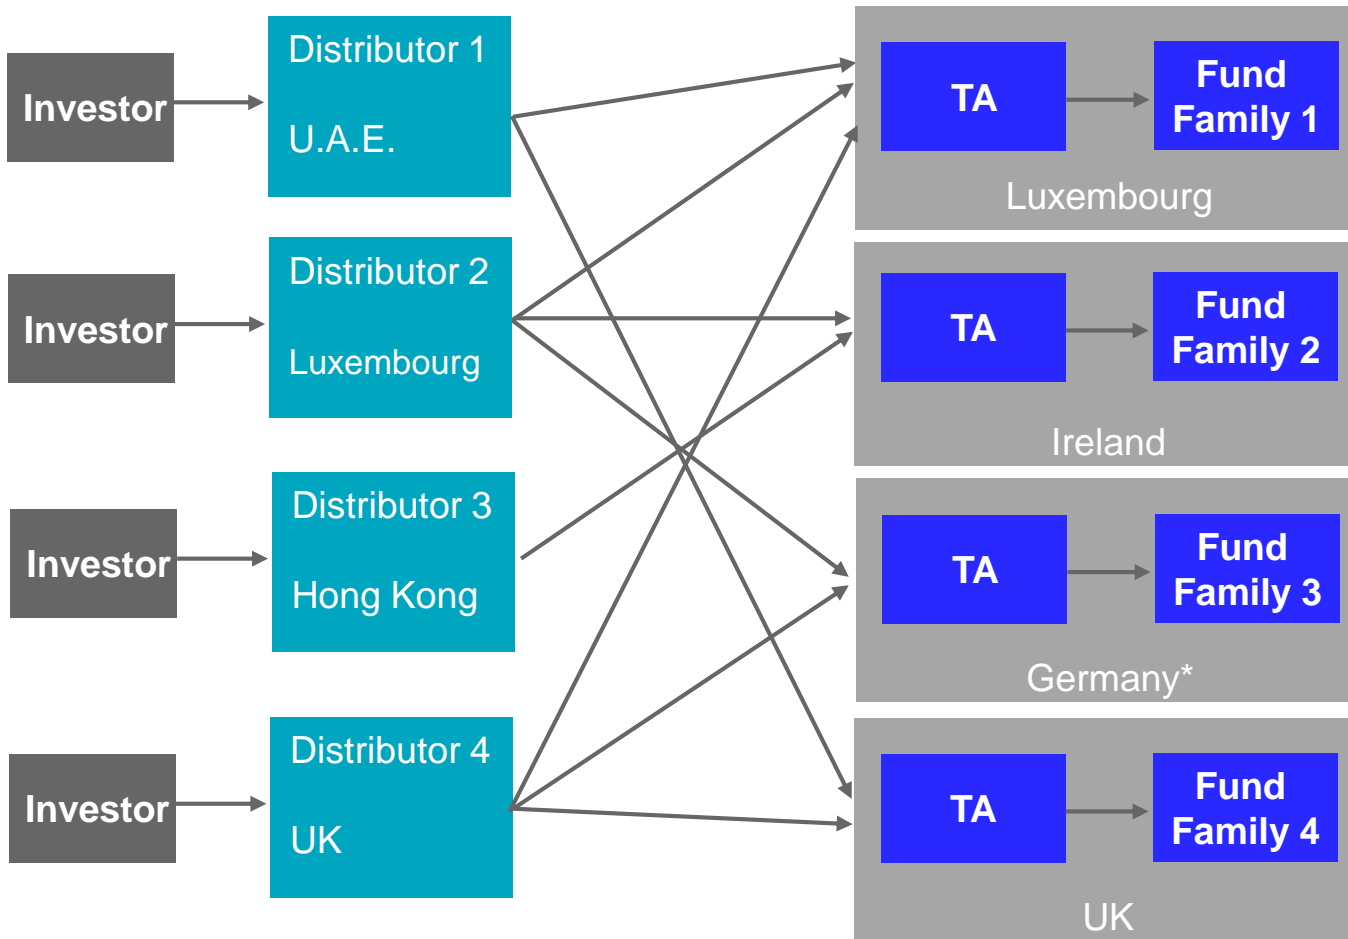 Investor
Distributor 1
U.A.E.
TA
Fund
Family 1
Luxembourg
Investor
Distributor 2
Luxembourg
TA
Fund
Family 2
Ireland
Investor
Distributor 3
Hong Kong
TA
Fund
Family 3
Germany*
Investor
Distributor 4
UK
TA
Fund
Family 4
UK